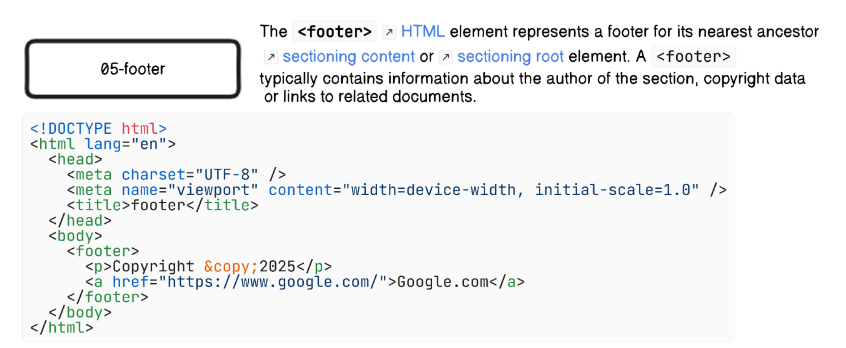 05-footer
The <footer> ↗ HTML element represents a footer for its nearest ancestor
↗ sectioning content or ↗ sectioning root element. A <footer>
typically contains information about the author of the section, copyright data
or links to related documents.
<!DOCTYPE html>
<html lang="en">
  <head>
    <meta charset="UTF-8" />
    <meta name="viewport" content="width=device-width, initial-scale=1.0" />
    <title>footer</title>
  </head>
  <body>
    <footer>
      <p>Copyright &copy;2025</p>
      <a href="https://www.google.com/">Google.com</a>
    </footer>
  </body>
</html>